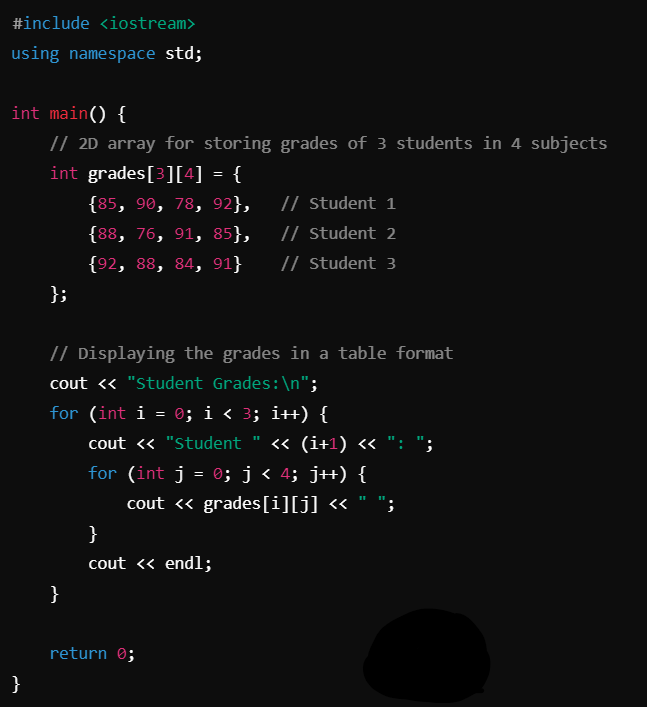 #include <iostream>
using namespace std;

int main() {
    // 2D array for storing grades of 3 students in 4 subjects
    int grades[3][4] = {
        {85, 90, 78, 92},   // Student 1
        {88, 76, 91, 85},   // Student 2
        {92, 88, 84, 91}    // Student 3
    };

    // Displaying the grades in a table format
    cout << "Student Grades:\n";
    for (int i = 0; i < 3; i++) {
        cout << "Student " << (i+1) << ": ";
        for (int j = 0; j < 4; j++) {
            cout << grades[i][j] << " ";
        }
        cout << endl;
    }

    return 0;
}